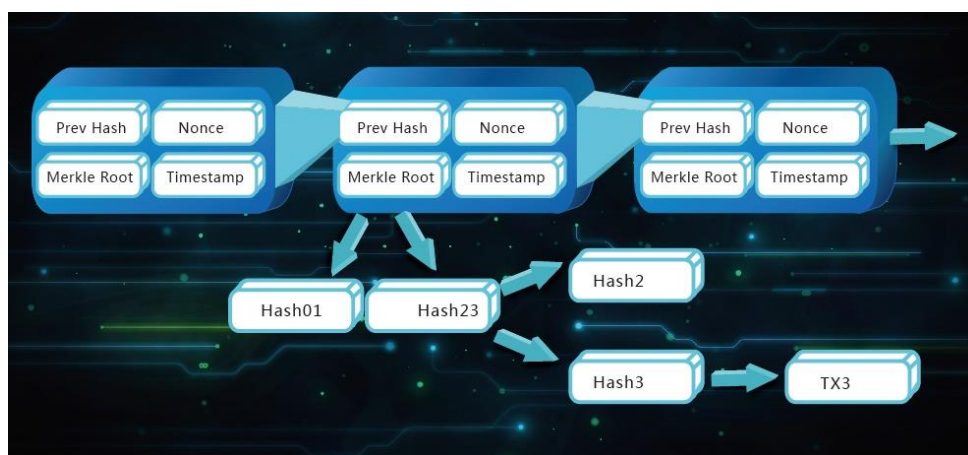 Prev Hash Nonce
Merkle Root Timestamp
Prev Hash Nonce
Merkle Root Timestamp
Prev Hash Nonce
Merkle Root Timestamp
Hash01
Hash23
Hash2
Hash3
TX3